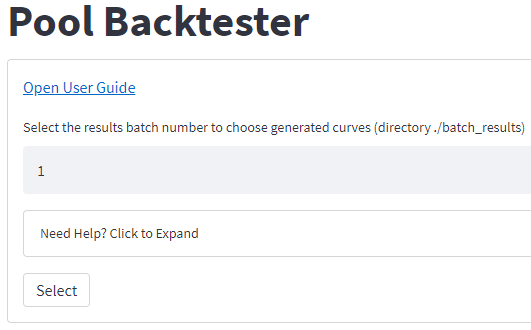 Pool Backtester
Open User Guide
Select the results batch number to choose generated curves (directory ./batch_results)
1
Need Help? Click to Expand
Select